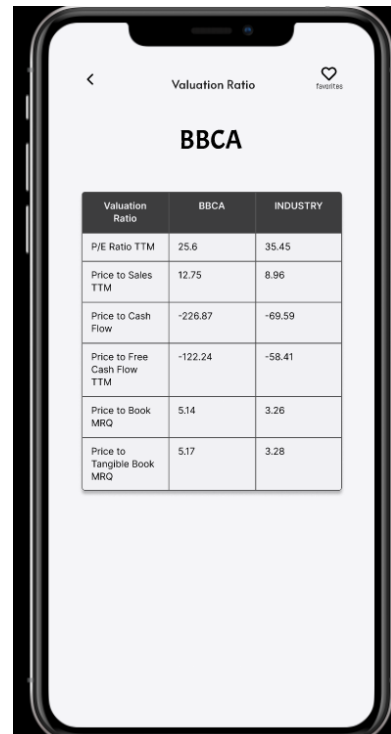 Valuation Ratio
favorites
BBCA
Valuation
Ratio
BBCA
INDUSTRY
P/E Ratio TTM
25.6
35.45
Price to Sales
TTM
12.75
8.96
Price to Cash
Flow
-226.87
-69.59
Price to Free
Cash Flow
TTM
-122.24
-58.41
Price to Book
MRQ
5.14
3.26
Price to
Tangible Book
MRQ
5.17
3.28